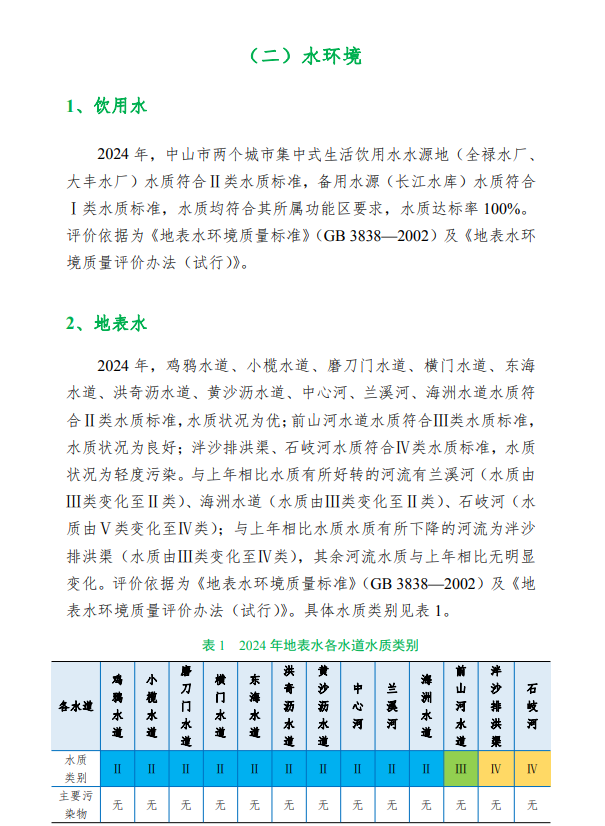 （二）水环境
1、饮用水
2024 年，中山市两个城市集中式生活饮用水水源地（全禄水厂、
大丰水厂）水质符合Ⅱ类水质标准，备用水源（长江水库）水质符合
Ⅰ类水质标准，水质均符合其所属功能区要求，水质达标率 100%。
评价依据为《地表水环境质量标准》（GB 3838—2002）及《地表水环
境质量评价办法（试行）》。
2、地表水
2024 年，鸡鸦水道、小榄水道、磨刀门水道、横门水道、东海
水道、洪奇沥水道、黄沙沥水道、中心河、兰溪河、海洲水道水质符
合Ⅱ类水质标准，水质状况为优；前山河水道水质符合Ⅲ类水质标准，
水质状况为良好；泮沙排洪渠、石岐河水质符合Ⅳ类水质标准，水质
状况为轻度污染。与上年相比水质有所好转的河流有兰溪河（水质由
Ⅲ类变化至Ⅱ类）、海洲水道（水质由Ⅲ类变化至Ⅱ类）、石岐河（水
质由Ⅴ类变化至Ⅳ类）；与上年相比水质水质有所下降的河流为泮沙
排洪渠（水质由Ⅲ类变化至Ⅳ类），其余河流水质与上年相比无明显
变化。评价依据为《地表水环境质量标准》（GB 3838—2002）及《地
表水环境质量评价办法（试行）》。具体水质类别见表 1。
表 1 2024 年地表水各水道水质类别
各水道 鸡鸦水道 小榄水道 磨刀门水道 横门水道 东海水道 洪奇沥水道 黄沙沥水道 中心河 兰溪河 海洲水道 前山河水道 泮沙排洪渠 石岐河
水质类别 Ⅱ Ⅱ Ⅱ Ⅱ Ⅱ Ⅱ Ⅱ Ⅱ Ⅱ Ⅱ Ⅲ Ⅳ Ⅳ
主要污染物 无 无 无 无 无 无 无 无 无 无 无 无 无